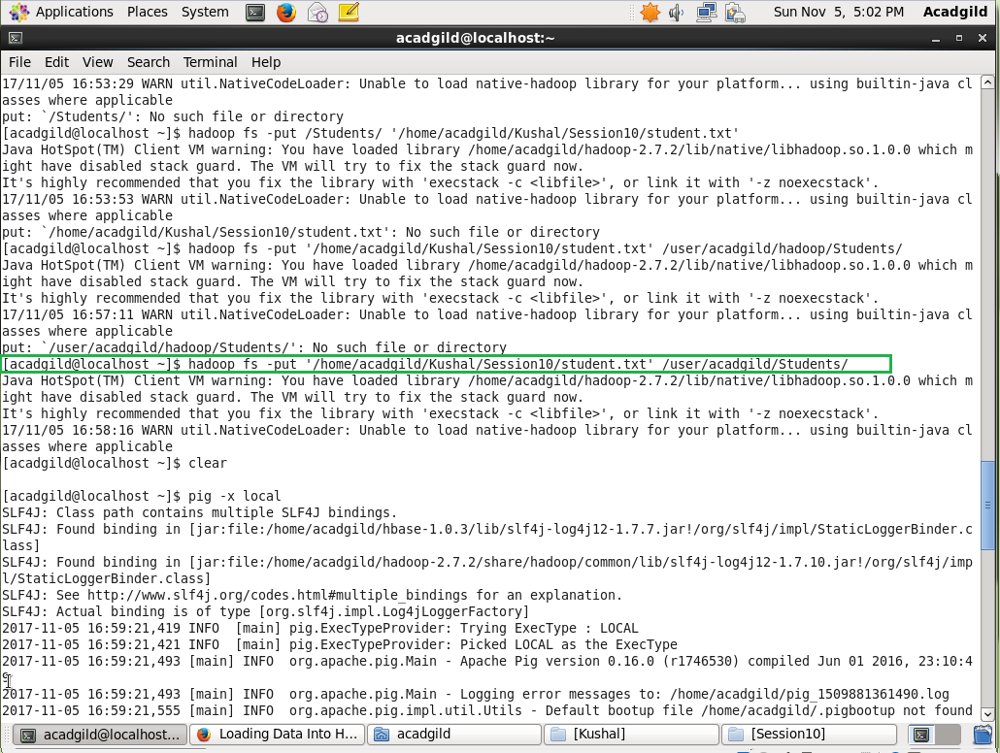 Applications Places System Sun Nov 5, 5:02 PM Acadgild
acadgild@localhost:~
File Edit View Search Terminal Help
17/11/05 16:53:29 WARN util.NativeCodeLoader: Unable to load native-hadoop library for your platform... using builtin-java cl
asses where applicable
put: `/Students/': No such file or directory
[acadgild@localhost ~]$ hadoop fs -put /Students/ '/home/acadgild/Kushal/Session10/student.txt'
Java HotSpot(TM) Client VM warning: You have loaded library /home/acadgild/hadoop-2.7.2/lib/native/libhadoop.so.1.0.0 which m
ight have disabled stack guard. The VM will try to fix the stack guard now.
It's highly recommended that you fix the library with 'execstack -c <libfile>', or link it with '-z noexecstack'.
17/11/05 16:53:53 WARN util.NativeCodeLoader: Unable to load native-hadoop library for your platform... using builtin-java cl
asses where applicable
put: `/home/acadgild/Kushal/Session10/student.txt': No such file or directory
[acadgild@localhost ~]$ hadoop fs -put '/home/acadgild/Kushal/Session10/student.txt' /user/acadgild/hadoop/Students/
Java HotSpot(TM) Client VM warning: You have loaded library /home/acadgild/hadoop-2.7.2/lib/native/libhadoop.so.1.0.0 which m
ight have disabled stack guard. The VM will try to fix the stack guard now.
It's highly recommended that you fix the library with 'execstack -c <libfile>', or link it with '-z noexecstack'.
17/11/05 16:57:11 WARN util.NativeCodeLoader: Unable to load native-hadoop library for your platform... using builtin-java cl
asses where applicable
put: `/user/acadgild/hadoop/Students/': No such file or directory
[acadgild@localhost ~]$ hadoop fs -put '/home/acadgild/Kushal/Session10/student.txt' /user/acadgild/Students/
Java HotSpot(TM) Client VM warning: You have loaded library /home/acadgild/hadoop-2.7.2/lib/native/libhadoop.so.1.0.0 which m
ight have disabled stack guard. The VM will try to fix the stack guard now.
It's highly recommended that you fix the library with 'execstack -c <libfile>', or link it with '-z noexecstack'.
17/11/05 16:58:16 WARN util.NativeCodeLoader: Unable to load native-hadoop library for your platform... using builtin-java cl
asses where applicable
[acadgild@localhost ~]$ clear
[acadgild@localhost ~]$ pig -x local
SLF4J: Class path contains multiple SLF4J bindings.
SLF4J: Found binding in [jar:file:/home/acadgild/hbase-1.0.3/lib/slf4j-log4j12-1.7.7.jar!/org/slf4j/impl/StaticLoggerBinder.c
lass]
SLF4J: Found binding in [jar:file:/home/acadgild/hadoop-2.7.2/share/hadoop/common/lib/slf4j-log4j12-1.7.10.jar!/org/slf4j/imp
l/StaticLoggerBinder.class]
SLF4J: See http://www.slf4j.org/codes.html#multiple_bindings for an explanation.
SLF4J: Actual binding is of type [org.slf4j.impl.Log4jLoggerFactory]
2017-11-05 16:59:21,419 INFO  [main] pig.ExecTypeProvider: Trying ExecType : LOCAL
2017-11-05 16:59:21,421 INFO  [main] pig.ExecTypeProvider: Picked LOCAL as the ExecType
2017-11-05 16:59:21,493 [main] INFO  org.apache.pig.Main - Apache Pig version 0.16.0 (r1746530) compiled Jun 01 2016, 23:10:4
2017-11-05 16:59:21,493 [main] INFO  org.apache.pig.Main - Logging error messages to: /home/acadgild/pig_1509881361490.log
2017-11-05 16:59:21,555 [main] INFO  org.apache.pig.impl.util.Utils - Default bootup file /home/acadgild/.pigbootup not found
acadgild@localhost:... Loading Data Into H... acadgild [Kushal] [Session10]